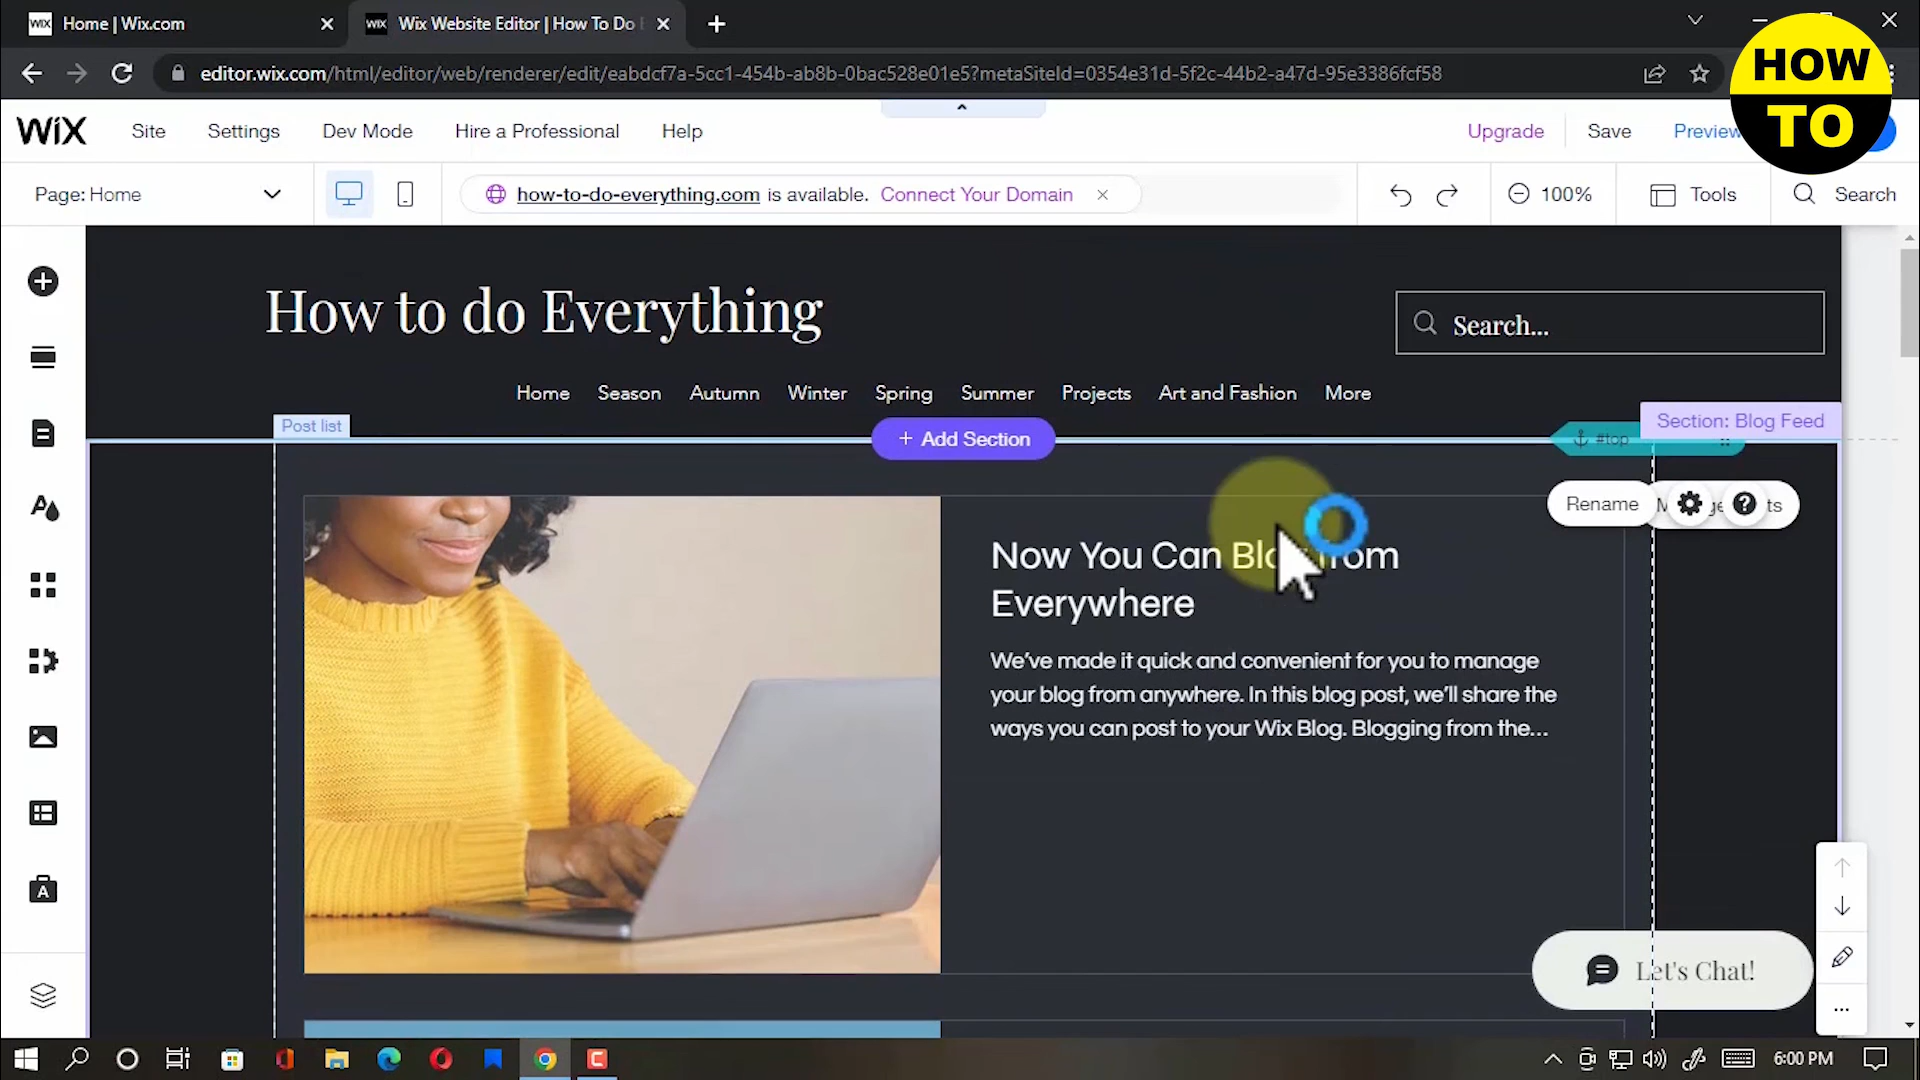 WiX Home | Wix.com
WiX Wix Website Editor | How To Do
editor.wix.com/html/editor/web/renderer/edit/eabdcf7a-5cc1-454b-ab8b-0bac528e01e5?metaSiteId=0354e31d-5f2c-44b2-a47d-95e3386fcf58
HOW
TO
WiX Site Settings Dev Mode Hire a Professional Help Upgrade Save Preview
Page: Home how-to-do-everything.com is available. Connect Your Domain 100% Tools Search
How to do Everything
Search...
Home Season Autumn Winter Spring Summer Projects Art and Fashion More
Post list
+ Add Section
#top
Section: Blog Feed
Rename
Now You Can Blog from
Everywhere
We've made it quick and convenient for you to manage
your blog from anywhere. In this blog post, we'll share the
ways you can post to your Wix Blog. Blogging from the...
Let's Chat!
6:00 PM